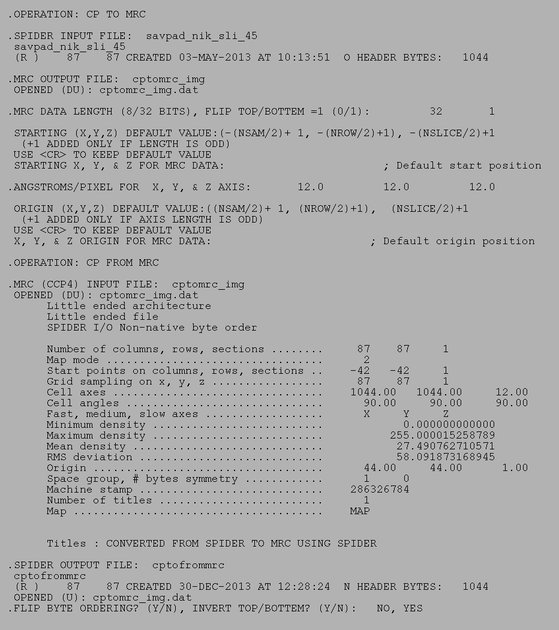 .OPERATION: CP TO MRC
.SPIDER INPUT FILE:  savpad_nik_sli_45
savpad_nik_sli_45
(R )    87    87 CREATED 03-MAY-2013 AT 10:13:51  O HEADER BYTES:   1044
.MRC OUTPUT FILE:  cptomrc_img
OPENED (DU): cptomrc_img.dat
.MRC DATA LENGTH (8/32 BITS), FLIP TOP/BOTTEM =1 (0/1):         32       1
STARTING (X,Y,Z) DEFAULT VALUE:(-(NSAM/2)+ 1, -(NROW/2)+1), -(NSLICE/2)+1
(+1 ADDED ONLY IF LENGTH IS ODD)
USE <CR> TO KEEP DEFAULT VALUE
STARTING X, Y, & Z FOR MRC DATA:                        ; Default start position
.ANGSTROMS/PIXEL FOR  X, Y, & Z AXIS:       12.0         12.0         12.0
ORIGIN (X,Y,Z) DEFAULT VALUE:((NSAM/2)+ 1, (NROW/2)+1),  (NSLICE/2)+1
(+1 ADDED ONLY IF AXIS LENGTH IS ODD)
USE <CR> TO KEEP DEFAULT VALUE
X, Y, & Z ORIGIN FOR MRC DATA:                        ; Default origin position
.OPERATION: CP FROM MRC
.MRC (CCP4) INPUT FILE:  cptomrc_img
OPENED (DU): cptomrc_img.dat
Little ended architecture
Little ended file
SPIDER I/O Non-native byte order
Number of columns, rows, sections ........     87    87     1
Map mode .................................      2
Start points on columns, rows, sections ..    -42   -42     1
Grid sampling on x, y, z .................     87    87     1
Cell axes ................................    1044.00   1044.00     12.00
Cell angles ..............................      90.00     90.00     90.00
Fast, medium, slow axes ..................      X     Y     Z
Minimum density ..........................            0.000000000000
Maximum density ..........................          255.000015258789
Mean density .............................           27.490762710571
RMS deviation ............................           58.091873168945
Origin ...................................      44.00     44.00      1.00
Space group, # bytes symmetry ............      1     0
Machine stamp ............................    286326784
Number of titles .........................      1
Map ......................................    MAP
Titles : CONVERTED FROM SPIDER TO MRC USING SPIDER
.SPIDER OUTPUT FILE:  cptofrommrc
cptofrommrc
(R )    87    87 CREATED 30-DEC-2013 AT 12:28:24  N HEADER BYTES:   1044
OPENED (U): cptomrc_img.dat
.FLIP BYTE ORDERING? (Y/N), INVERT TOP/BOTTEM? (Y/N):   NO, YES